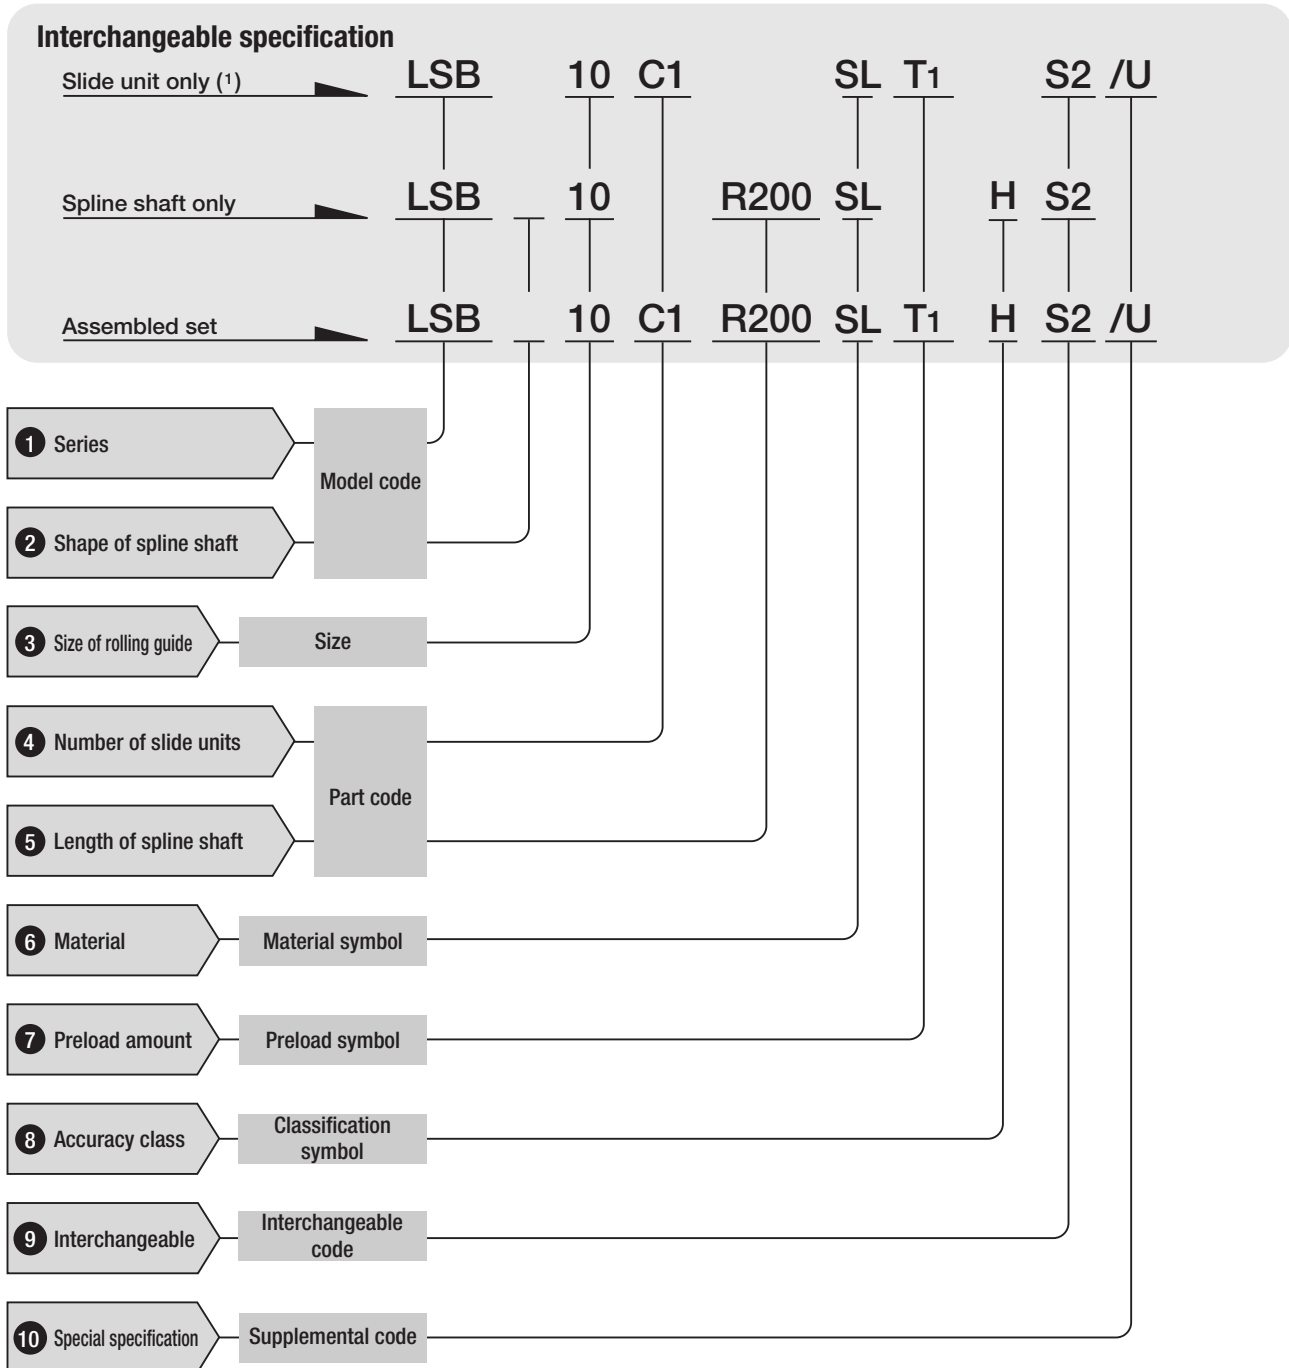 Interchangeable specification
Slide unit only (1) LSB 10 C1 SL T1 S2 /U
Spline shaft only LSB 10 R200 SL H S2
Assembled set LSB 10 C1 R200 SL T1 H S2 /U
1 Series
Model code
2 Shape of spline shaft
3 Size of rolling guide Size
4 Number of slide units
Part code
5 Length of spline shaft
6 Material Material symbol
7 Preload amount Preload symbol
8 Accuracy class Classification
symbol
9 Interchangeable Interchangeable
code
10 Special specification Supplemental code